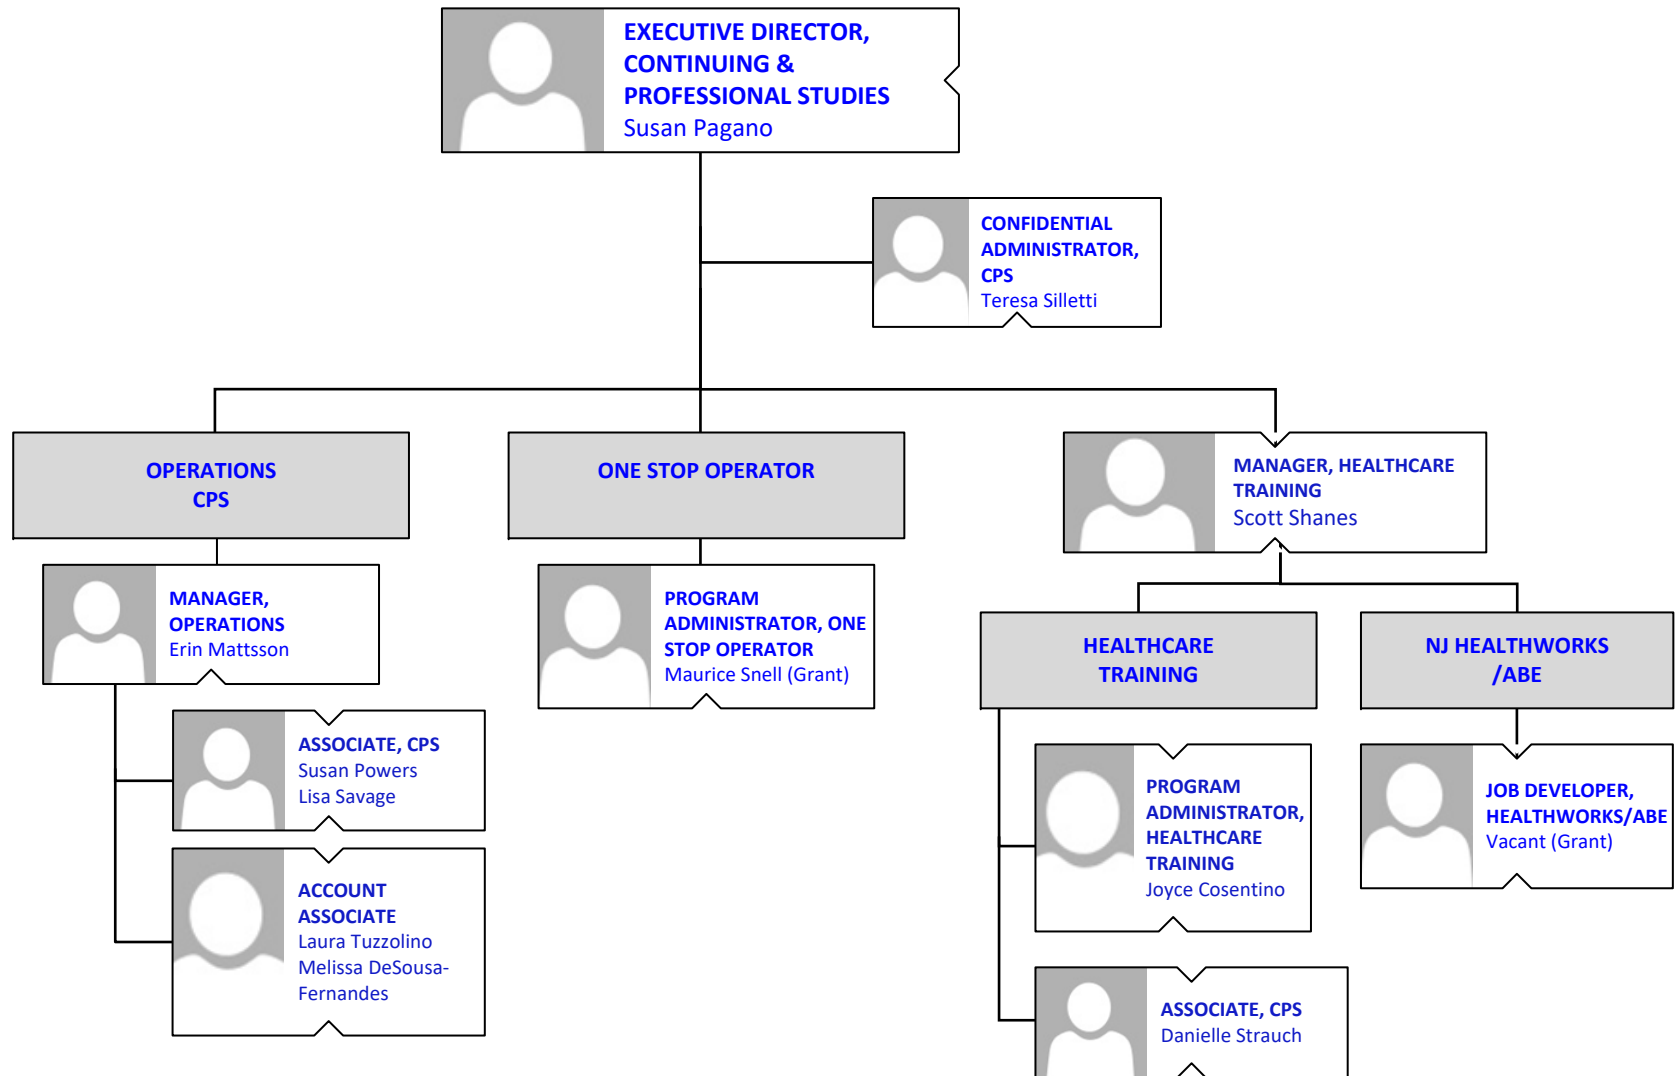 EXECUTIVE DIRECTOR,
CONTINUING &
PROFESSIONAL STUDIES
Susan Pagano
CONFIDENTIAL
ADMINISTRATOR,
CPS
Teresa Silletti
OPERATIONS
CPS
MANAGER,
OPERATIONS
Erin Mattsson
ASSOCIATE, CPS
Susan Powers
Lisa Savage
ACCOUNT
ASSOCIATE
Laura Tuzzolino
Melissa DeSousa-
Fernandes
ONE STOP OPERATOR
PROGRAM
ADMINISTRATOR, ONE
STOP OPERATOR
Maurice Snell (Grant)
MANAGER, HEALTHCARE
TRAINING
Scott Shanes
HEALTHCARE
TRAINING
PROGRAM
ADMINISTRATOR,
HEALTHCARE
TRAINING
Joyce Cosentino
ASSOCIATE, CPS
Danielle Strauch
NJ HEALTHWORKS
/ABE
JOB DEVELOPER,
HEALTHWORKS/ABE
Vacant (Grant)